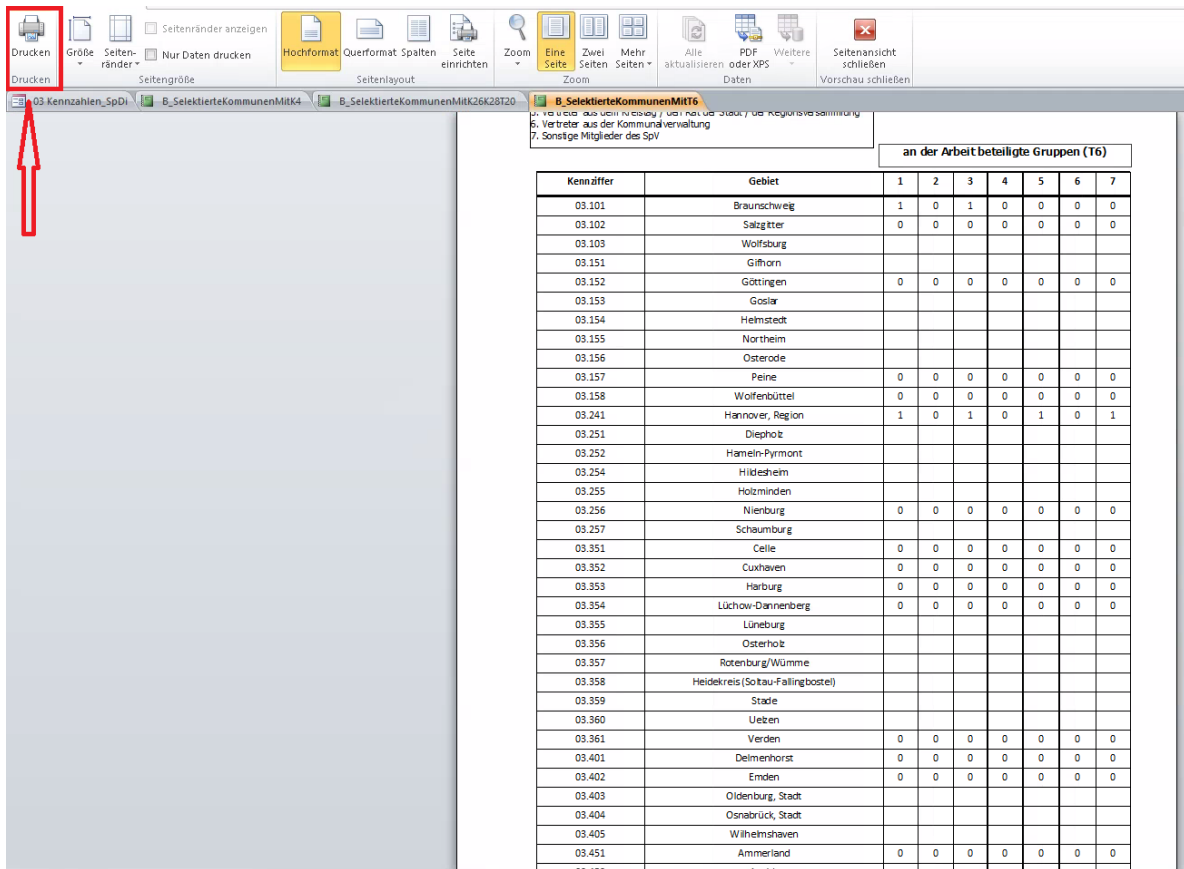 Seitenränder anzeigen
Nur Daten drucken
Drucken Größe Seiten- ränder Hochformat Querformat Spalten Seite einrichten Zoom Eine Seite Zwei Seiten Mehr Seiten Alle aktualisieren PDF oder XPS Weitere Seitenansicht schließen
Drucken Seitengröße Seitenlayout Zoom Daten Vorschau schließen
03 Kennzahlen_SpDi B_SelektierteKommunenMitK4 B_SelektierteKommunenMitK26K28T20 B_SelektierteKommunenMitT6
5. Vertreter aus dem Kreistag / den Rat der Stadt / der Regionsversammlung
6. Vertreter aus der Kommunalverwaltung
7. Sonstige Mitglieder des SpV
an der Arbeit beteiligte Gruppen (T6)
Kennziffer Gebiet 1 2 3 4 5 6 7
03.101 Braunschweig 1 0 1 0 0 0 0
03.102 Salzgitter 0 0 0 0 0 0 0
03.103 Wolfsburg
03.151 Gifhorn
03.152 Göttingen 0 0 0 0 0 0 0
03.153 Goslar
03.154 Helmstedt
03.155 Northeim
03.156 Osterode
03.157 Peine 0 0 0 0 0 0 0
03.158 Wolfenbüttel 0 0 0 0 0 0 0
03.241 Hannover, Region 1 0 1 0 1 0 1
03.251 Diepholz
03.252 Hameln-Pyrmont
03.254 Hildesheim
03.255 Holzminden
03.256 Nienburg 0 0 0 0 0 0 0
03.257 Schaumburg
03.351 Celle 0 0 0 0 0 0 0
03.352 Cuxhaven 0 0 0 0 0 0 0
03.353 Harburg 0 0 0 0 0 0 0
03.354 Lüchow-Dannenberg 0 0 0 0 0 0 0
03.355 Lüneburg
03.356 Osterholz
03.357 Rotenburg/Wümme
03.358 Heidekreis (Soltau-Fallingbostel)
03.359 Stade
03.360 Uelzen
03.361 Verden 0 0 0 0 0 0 0
03.401 Delmenhorst 0 0 0 0 0 0 0
03.402 Emden 0 0 0 0 0 0 0
03.403 Oldenburg, Stadt
03.404 Osnabrück, Stadt
03.405 Wilhelmshaven
03.451 Ammerland 0 0 0 0 0 0 0